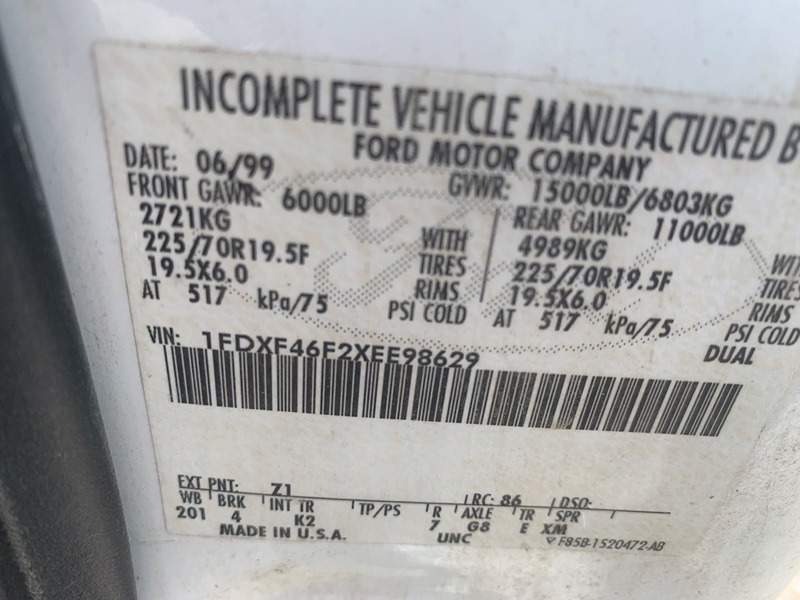 INCOMPLETE VEHICLE MANUFACTURED B
FORD MOTOR COMPANY
DATE: 06/99 GVWR: 15000LB/6803KG
FRONT GAWR: 6000LB REAR GAWR: 11000LB
2721KG WITH 4989KG WITH
225/70R19.5F TIRES 225/70R19.5F TIRES
19.5X6.0 RIMS 19.5X6.0 RIMS
AT 517 kPa/75 PSI COLD AT 517 kPa/75 PSI COLD
DUAL
VIN: 1FDXF46F2XEE98629
EXT PNT: Z1 RC: 86 DSO:
WB BRK INT TR TP/PS R AXLE TR SPR
201 4 K2 7 G8 E XM
MADE IN U.S.A. UNC
F85B-1520472-AB